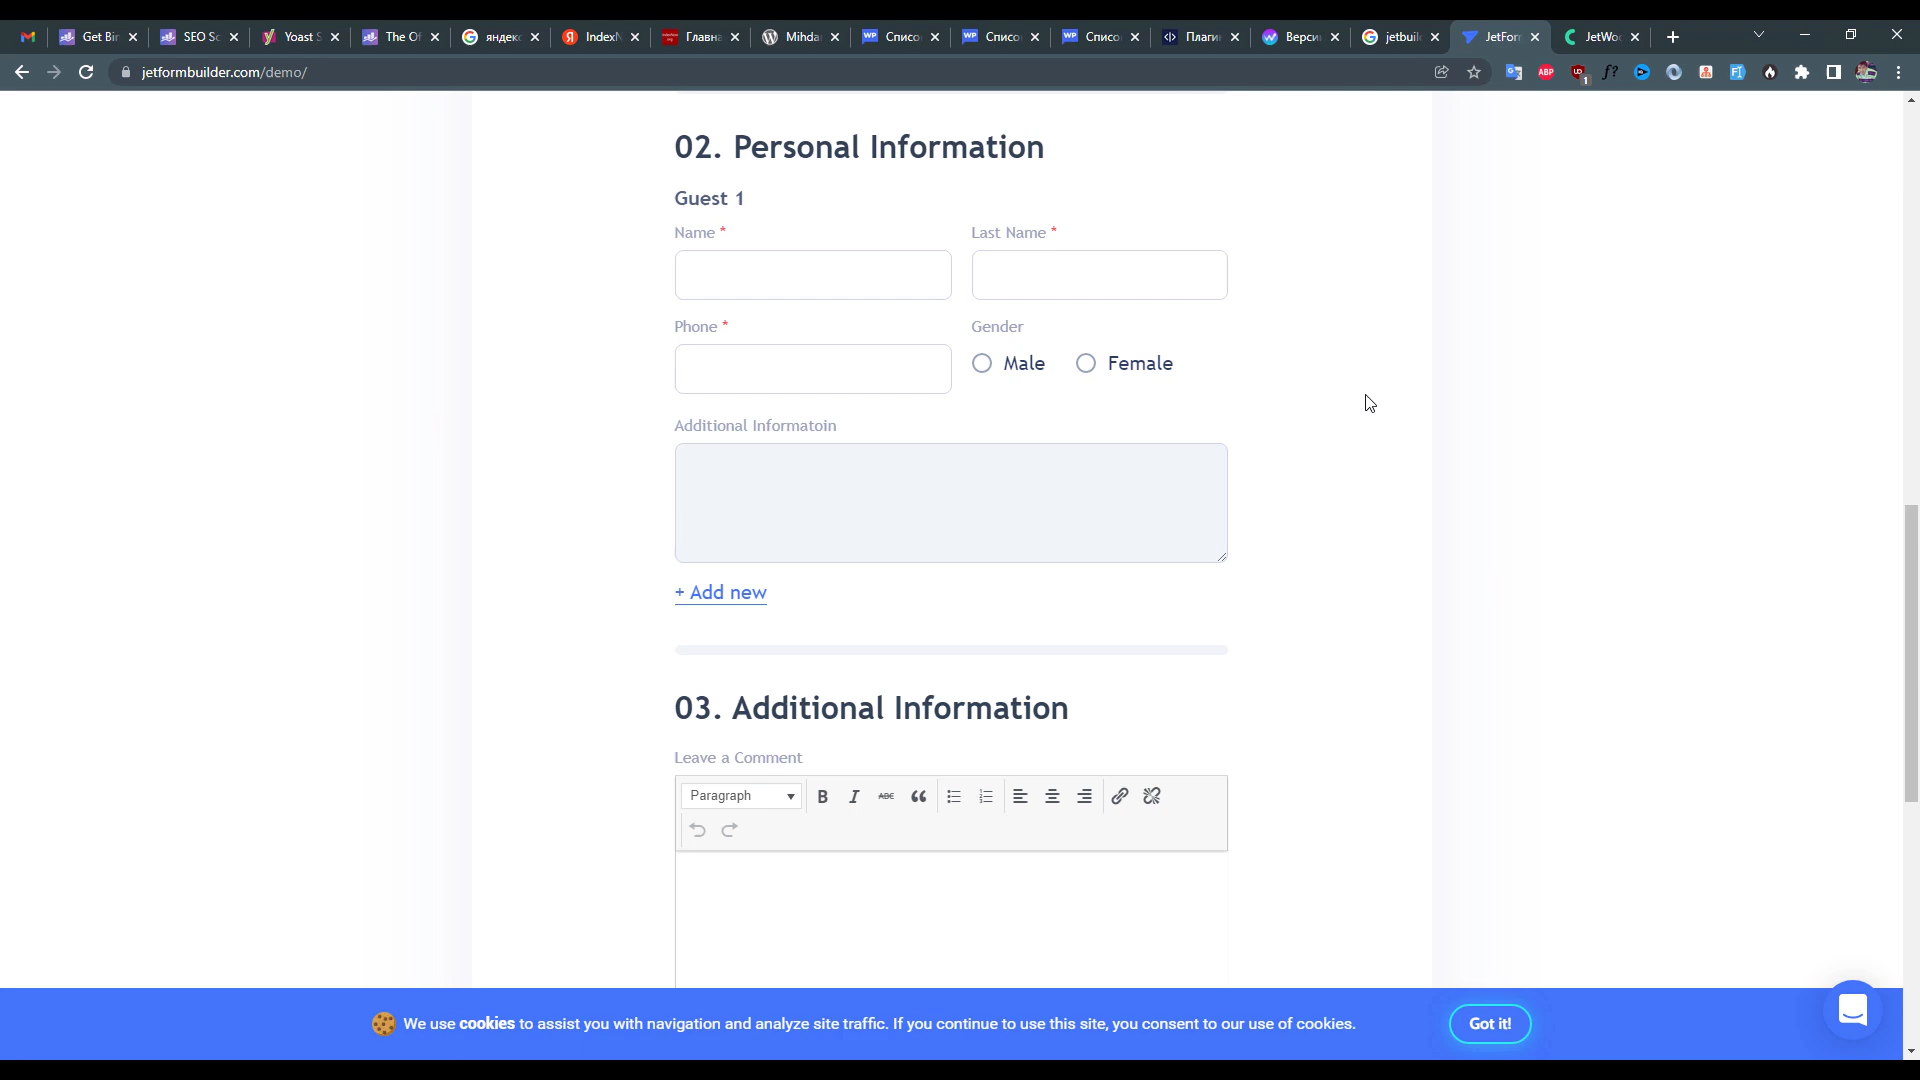 Get Bin
SEO Sc
Yoast S
The Of
яндекс
IndexN
Главна
Mihda
Списо
Списо
Списо
Плаги
Верси
jetbuil
JetForm
JetWoo
jetformbuilder.com/demo/
02. Personal Information
Guest 1
Name *
Last Name *
Phone *
Gender
Male
Female
Additional Informatoin
+ Add new
03. Additional Information
Leave a Comment
Paragraph
We use cookies to assist you with navigation and analyze site traffic. If you continue to use this site, you consent to our use of cookies.
Got it!